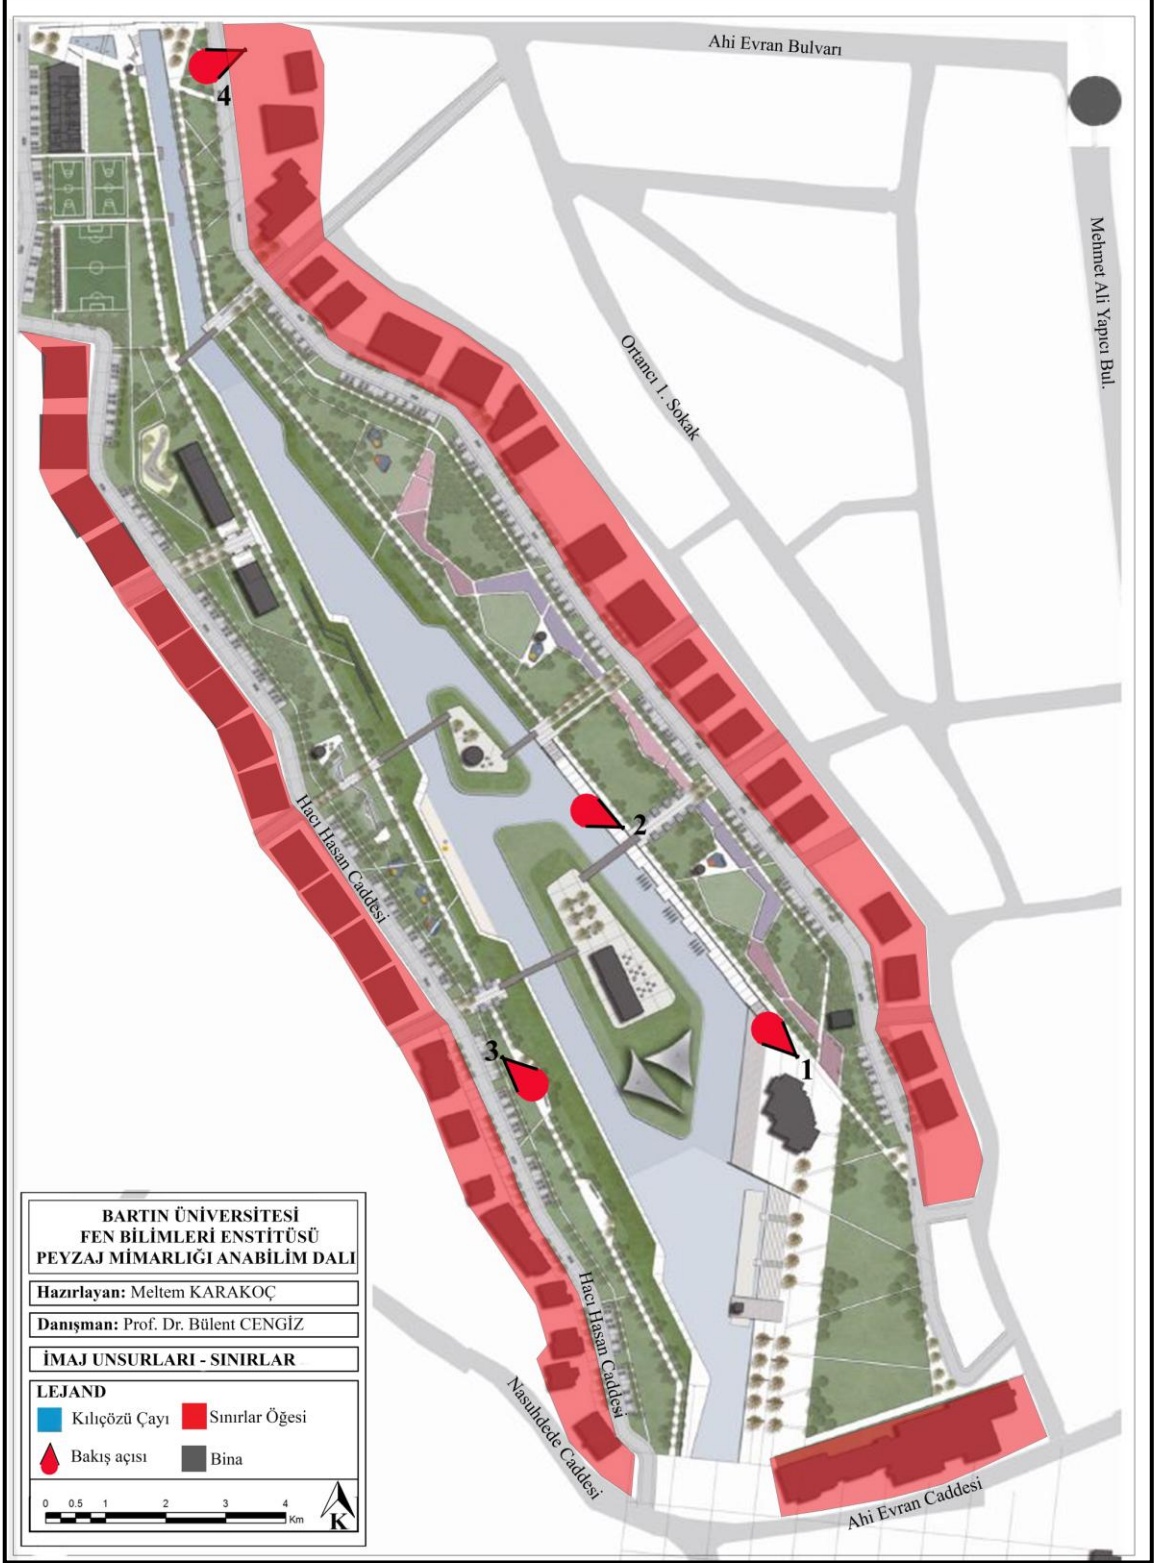 Ahi Evran Bulvarı
4
Mehmet Ali Yapıcı Bul.
Ortancı 1. Sokak
2
Hacı Hasan Caddesi
3
1
BARTIN ÜNİVERSİTESİ
FEN BİLİMLERİ ENSTİTÜSÜ
PEYZAJ MİMARLIĞI ANABİLİM DALI
Hazırlayan: Meltem KARAKOÇ
Danışman: Prof. Dr. Bülent CENGİZ
İMAJ UNSURLARI - SINIRLAR
LEJAND
Kılıçözü Çayı Sınırlar Öğesi
Bakış açısı Bina
0 0.5 1 2 3 4 Km
K
Hacı Hasan Caddesi
Nasuhdede Caddesi
Ahi Evran Caddesi